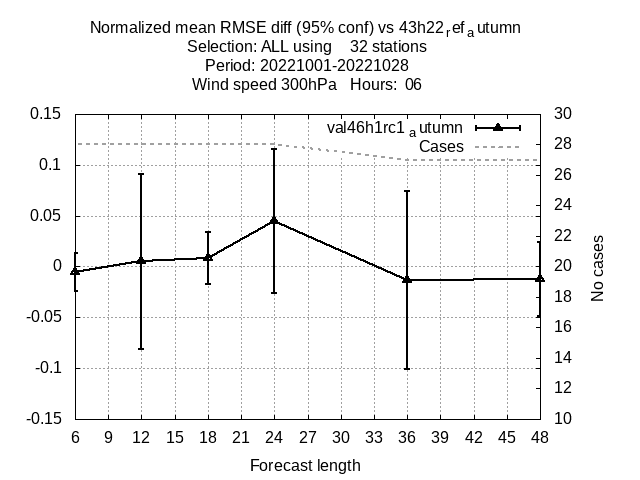 Normalized mean RMSE diff (95% conf) vs 43h22refautumn
Selection: ALL using 32 stations
Period: 20221001-20221028
Wind speed 300hPa Hours: 06
0.15
0.1
0.05
0
-0.05
-0.1
-0.15
val46h1rc1autumn
Cases
30
28
26
24
22
20
18
16
14
12
10
No cases
6 9 12 15 18 21 24 27 30 33 36 39 42 45 48
Forecast length